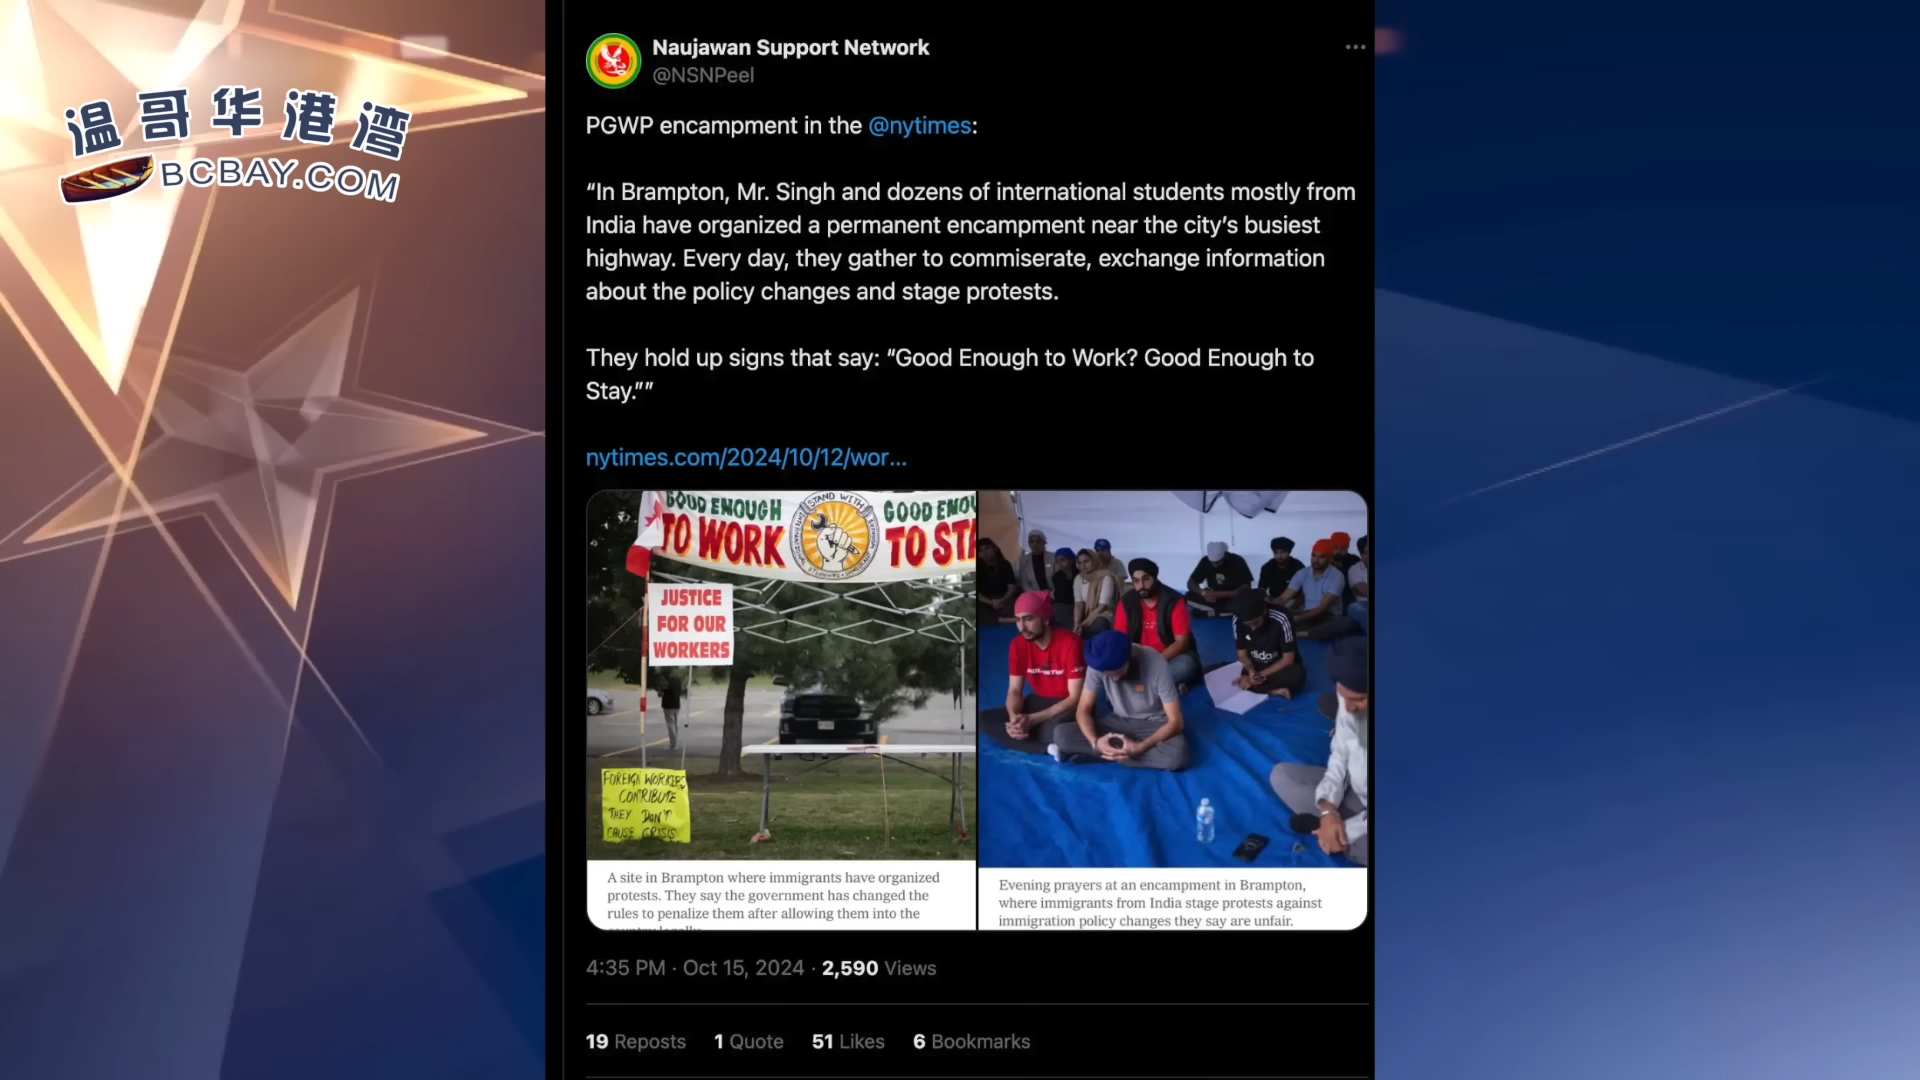 温哥华港湾
BCBAY.COM
Naujawan Support Network
@NSNPeel
PGWP encampment in the @nytimes:
“In Brampton, Mr. Singh and dozens of international students mostly from
India have organized a permanent encampment near the city’s busiest
highway. Every day, they gather to commiserate, exchange information
about the policy changes and stage protests.
They hold up signs that say: “Good Enough to Work? Good Enough to
Stay.””
nytimes.com/2024/10/12/wor...
GOOD ENOUGH
TO WORK
STAND WITH
GOOD ENOU
TO STA
JUSTICE
FOR OUR
WORKERS
FOREIGN WORKERS
CONTRIBUTE
THEY DON'T
CAUSE CRISIS
adidas
A site in Brampton where immigrants have organized
protests. They say the government has changed the
rules to penalize them after allowing them into the
Evening prayers at an encampment in Brampton,
where immigrants from India stage protests against
immigration policy changes they say are unfair.
4:35 PM · Oct 15, 2024 · 2,590 Views
19 Reposts 1 Quote 51 Likes 6 Bookmarks